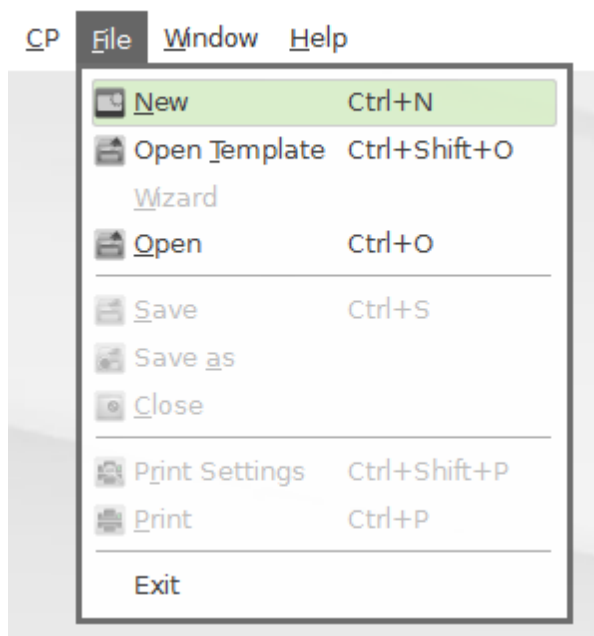 CP File Window Help
New Ctrl+N
Open Template Ctrl+Shift+O
Wizard
Open Ctrl+O
Save Ctrl+S
Save as
Close
Print Settings Ctrl+Shift+P
Print Ctrl+P
Exit